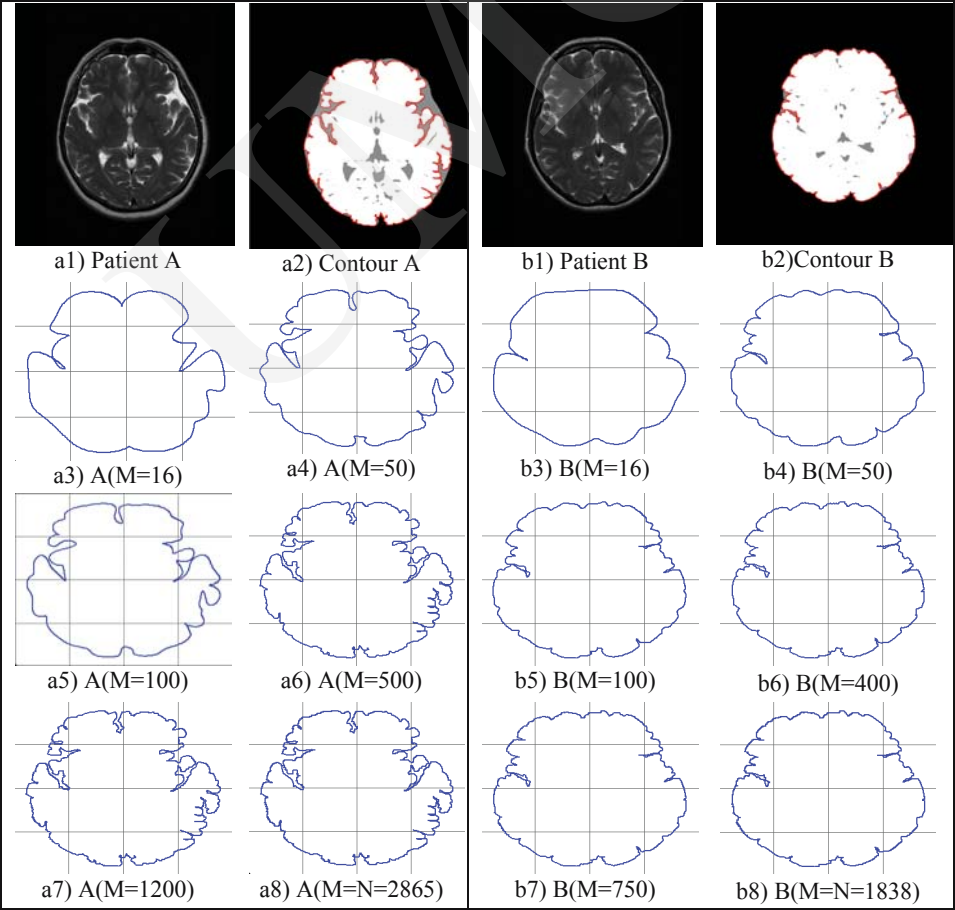 a1) Patient A
a2) Contour A
b1) Patient B
b2)Contour B
a3) A(M=16)
a4) A(M=50)
b3) B(M=16)
b4) B(M=50)
a5) A(M=100)
a6) A(M=500)
b5) B(M=100)
b6) B(M=400)
a7) A(M=1200)
a8) A(M=N=2865)
b7) B(M=750)
b8) B(M=N=1838)